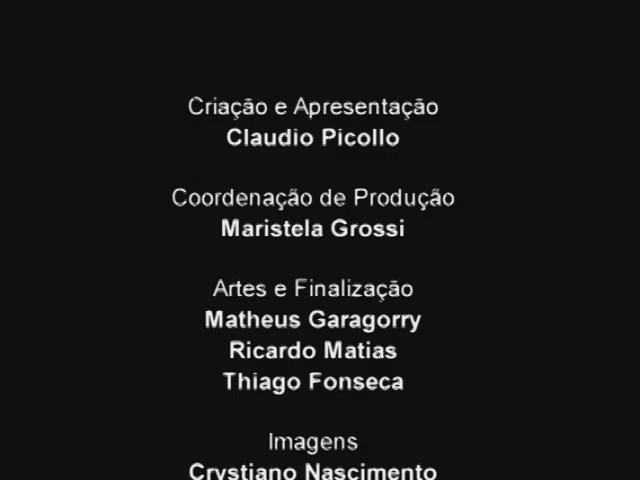 Criação e Apresentação
Claudio Picollo
Coordenação de Produção
Maristela Grossi
Artes e Finalização
Matheus Garagorry
Ricardo Matias
Thiago Fonseca
Imagens
Crystiano Nascimento